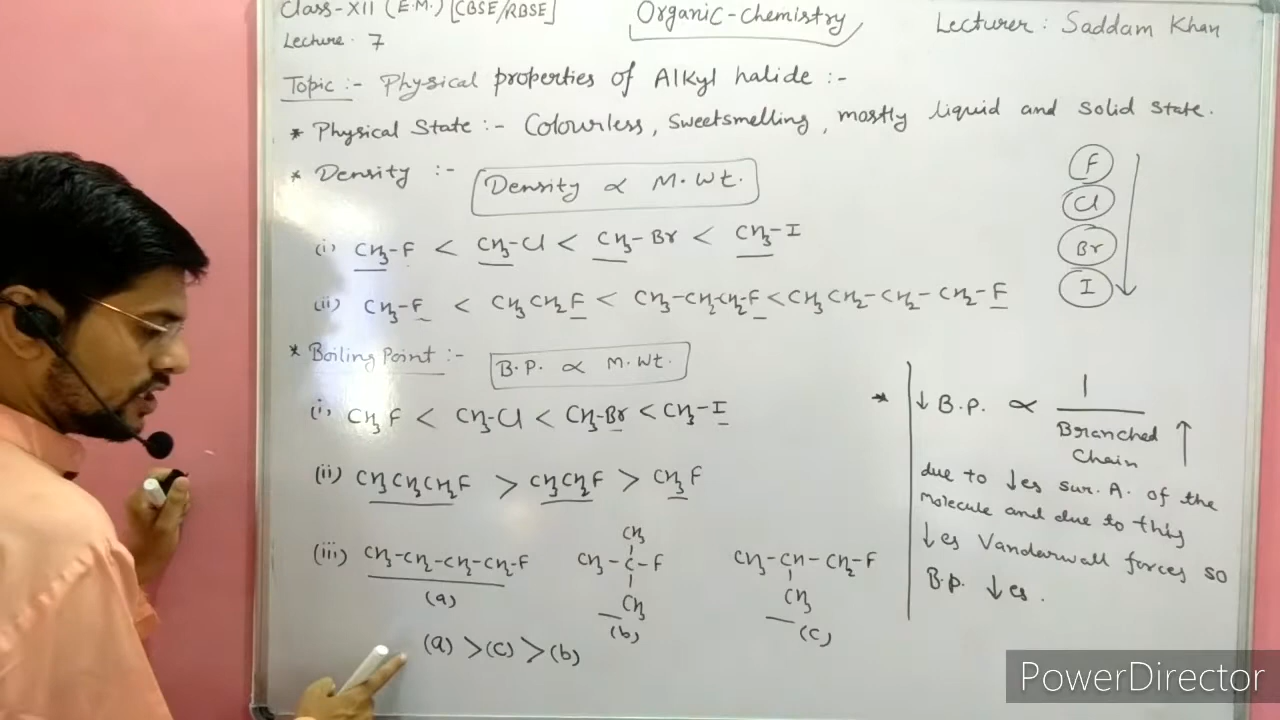 Class-XII (E.M.) [CBSE/RBSE]
Organic-Chemistry
Lecturer: Saddam Khan
Lecture. 7
Topic :- Physical properties of Alkyl halide :-
* Physical State :- Colourless, Sweetsmelling, mostly liquid and solid state.
* Density :- Density ∝ M.Wt.
F
Cl
Br
I
(i) CH3-F < CH3-Cl < CH3-Br < CH3-I
(ii) CH3-F < CH3CH2F < CH3-CH2-CH2-F < CH3CH2-CH2-CH2-F
* Boiling Point :- B.P. ∝ M.Wt.
(i) CH3F < CH3-Cl < CH3-Br < CH3-I
(ii) CH3CH2CH2F > CH3CH2F > CH3F
(iii) CH3-CH2-CH2-CH2-F
(a)
CH3
CH3-C-F
CH3
(b)
CH3-CH-CH2-F
CH3
(c)
(a) > (c) > (b)
* ↓ B.P. ∝ 1
Branched
Chain ↑
due to ↓es sur. A. of the
molecule and due to this
↓es Vanderwall forces so
B.p. ↓es.
PowerDirector